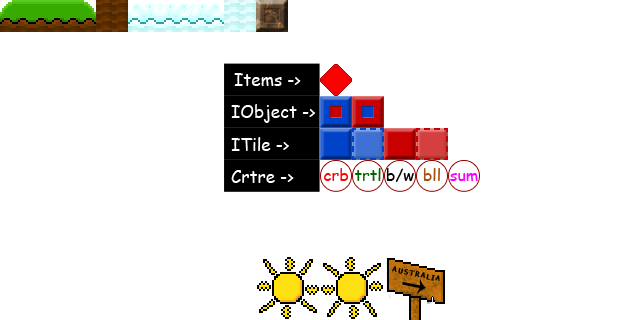 Items ->
IObject ->
ITile ->
Crtre ->
crb trtl b/w bll sum
AUSTRALIA